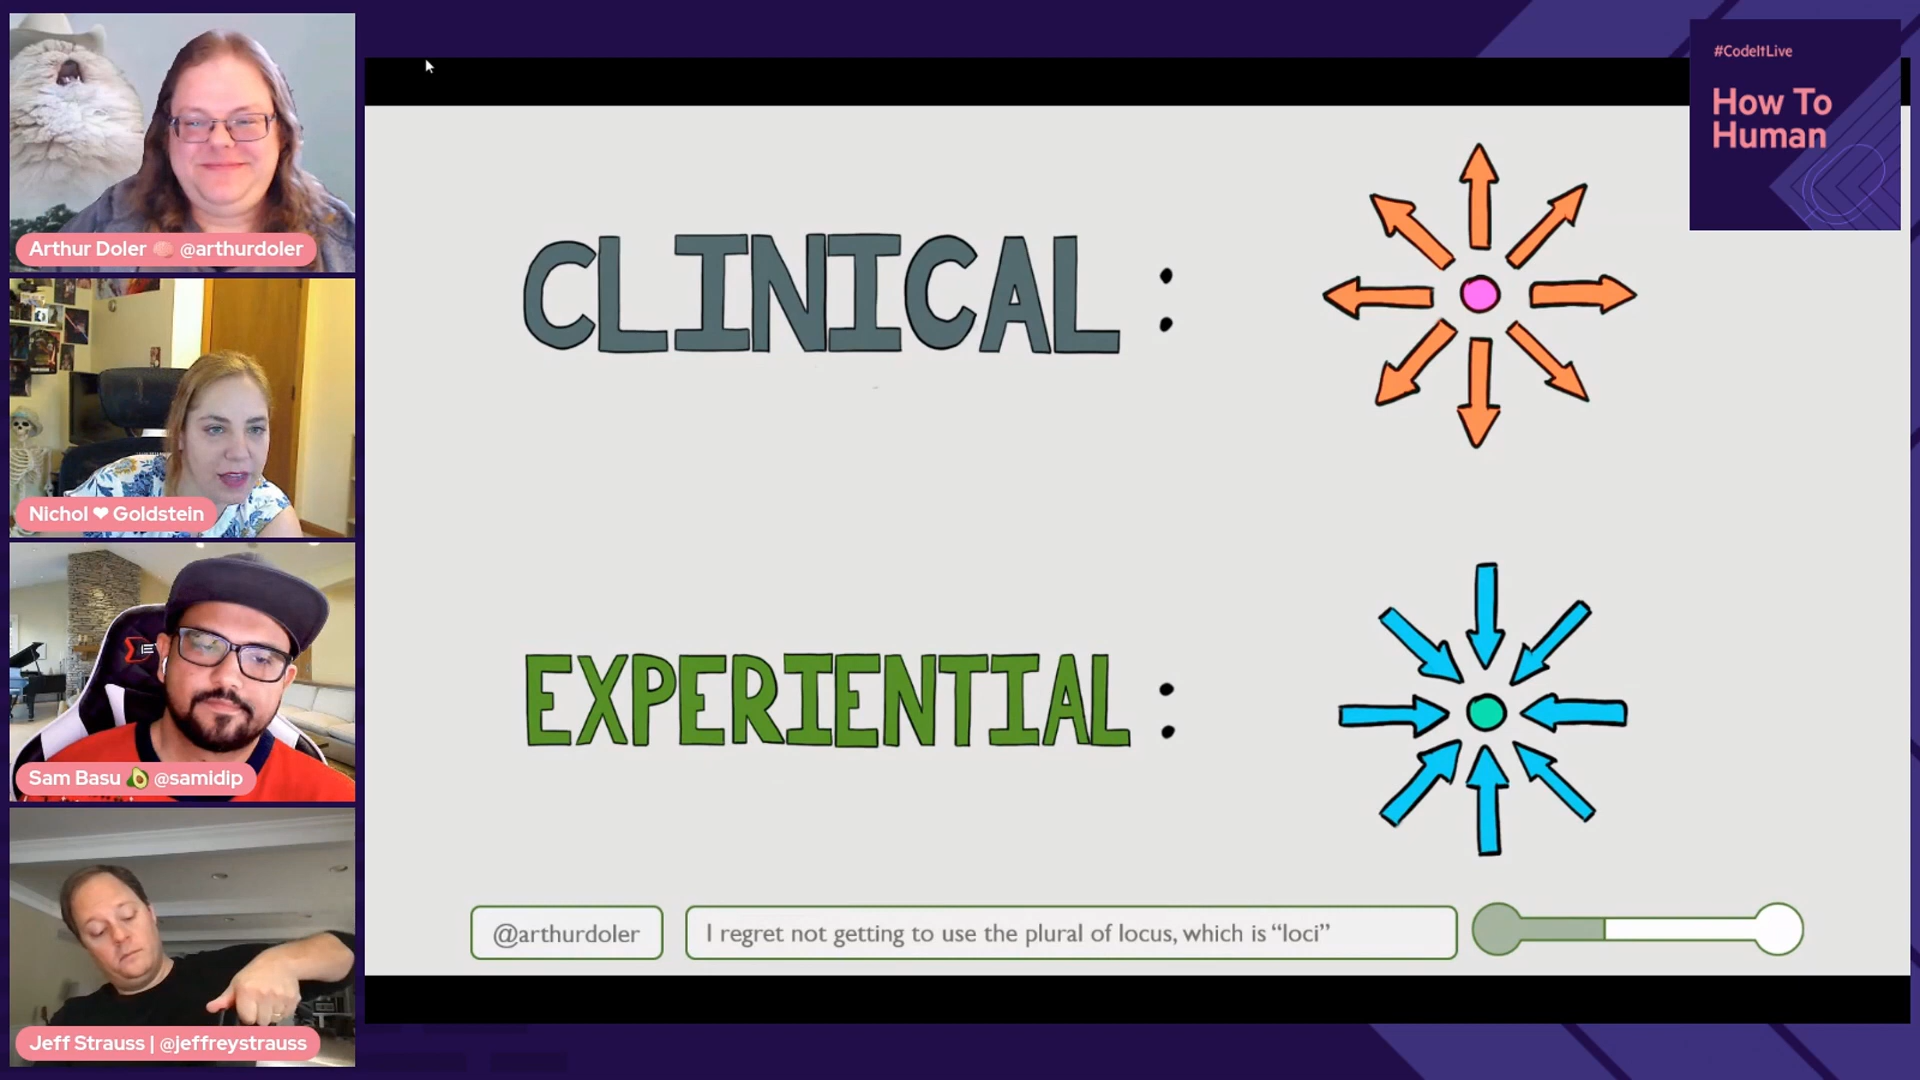 #CodeItLive
How To
Human
Arthur Doler 🧠 @arthurdoler
Nichol ❤ Goldstein
Sam Basu 🥑 @samidip
Jeff Strauss | @jeffreystrauss
CLINICAL :
EXPERIENTIAL :
@arthurdoler
I regret not getting to use the plural of locus, which is “loci”